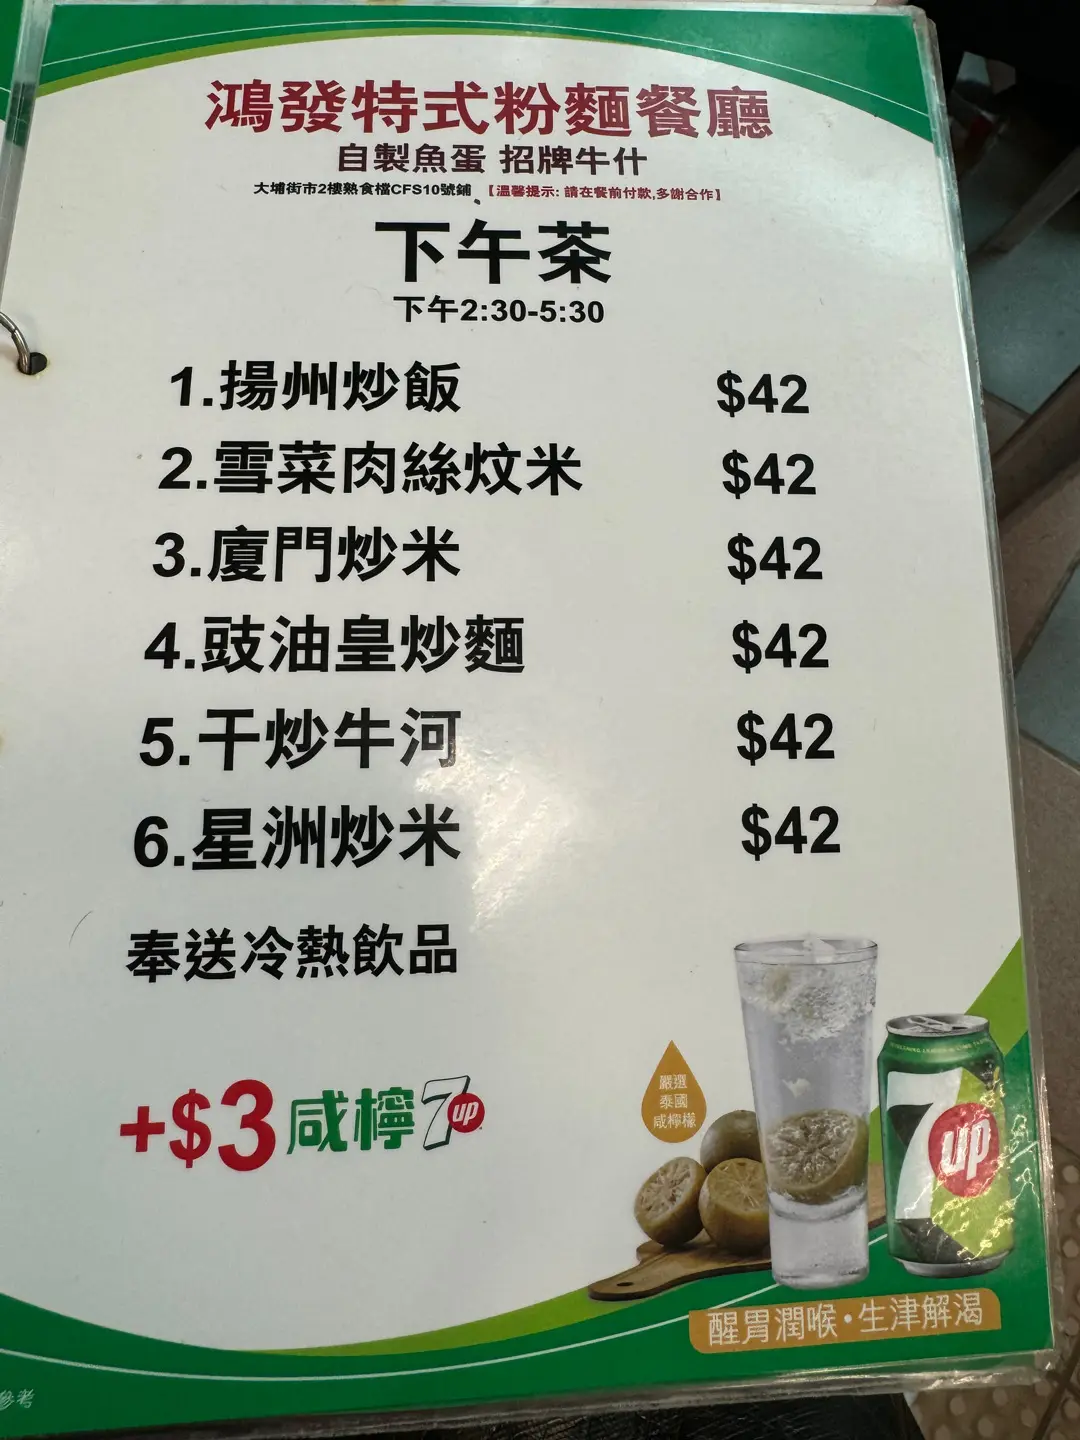 鴻發特式粉麵餐廳
自製魚蛋 招牌牛什
大埔街市2樓熟食檔CFS10號鋪 【溫馨提示: 請在餐前付款,多謝合作】
下午茶
下午2:30-5:30
1.揚州炒飯 $42
2.雪菜肉絲炆米 $42
3.廈門炒米 $42
4.豉油皇炒麵 $42
5.干炒牛河 $42
6.星洲炒米 $42
奉送冷熱飲品
+$3咸檸7up
嚴選
泰國
咸檸檬
7up
醒胃潤喉·生津解渴
參考